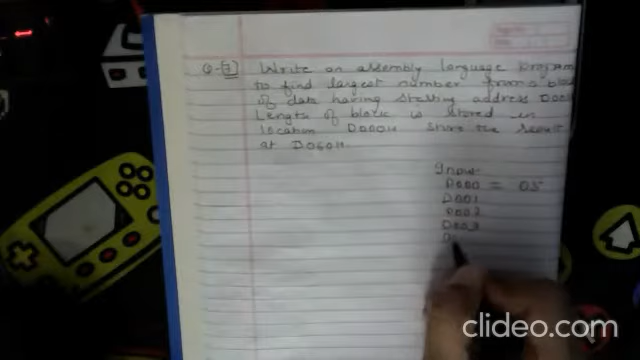 Q-[7] Write an assembly language program
to find largest number from a block
of data having starting address D001
Length of block is stored in
location D000H store the result
at D060H.
Input-
D000 = 05
D001
D002
D003
clideo.com